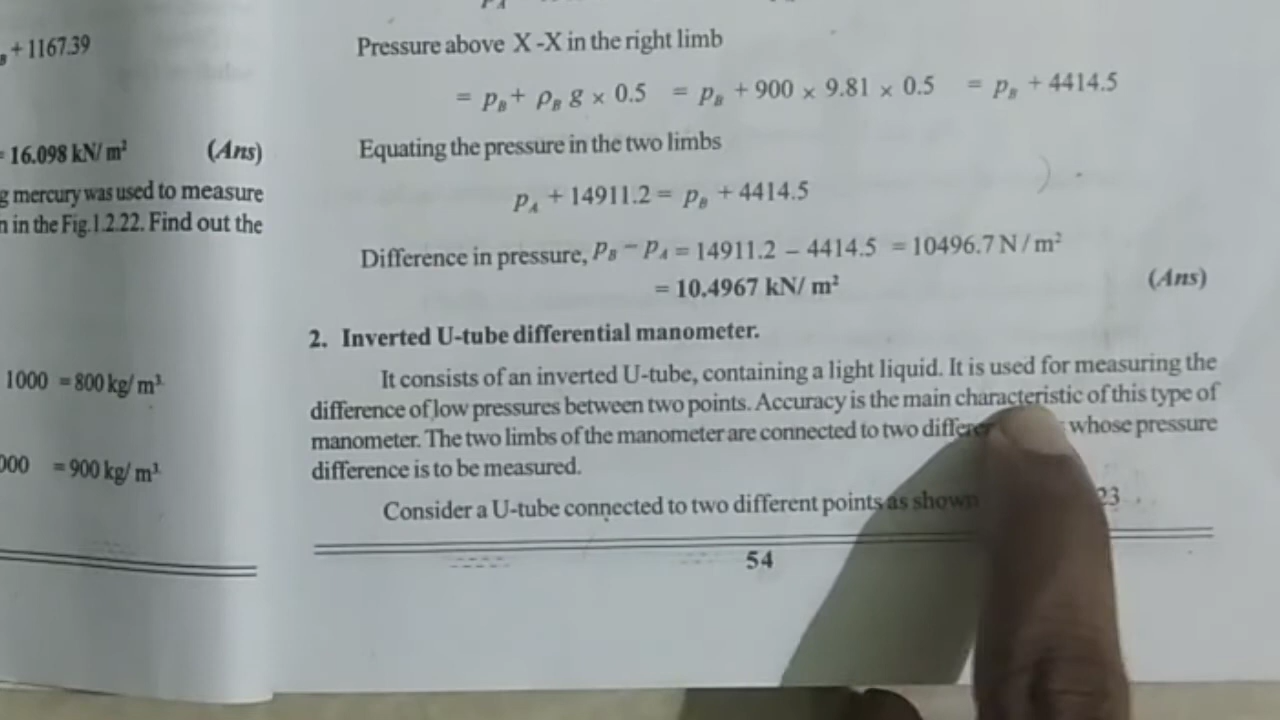 + 1167.39
= 16.098 kN/m² (Ans)
g mercury was used to measure
n in the Fig.1.2.22. Find out the
1000 = 800 kg/m³
000 = 900 kg/m³
Pressure above X-X in the right limb
= p_B + ρ_B g × 0.5 = p_B + 900 × 9.81 × 0.5 = p_B + 4414.5
Equating the pressure in the two limbs
p_A + 14911.2 = p_B + 4414.5
Difference in pressure, p_B − p_A = 14911.2 − 4414.5 = 10496.7 N/m²
= 10.4967 kN/m² (Ans)
2. Inverted U-tube differential manometer.
It consists of an inverted U-tube, containing a light liquid. It is used for measuring the
difference of low pressures between two points. Accuracy is the main characteristic of this type of
manometer. The two limbs of the manometer are connected to two whose pressure
difference is to be measured.
Consider a U-tube connected to two different points as shown 23
54